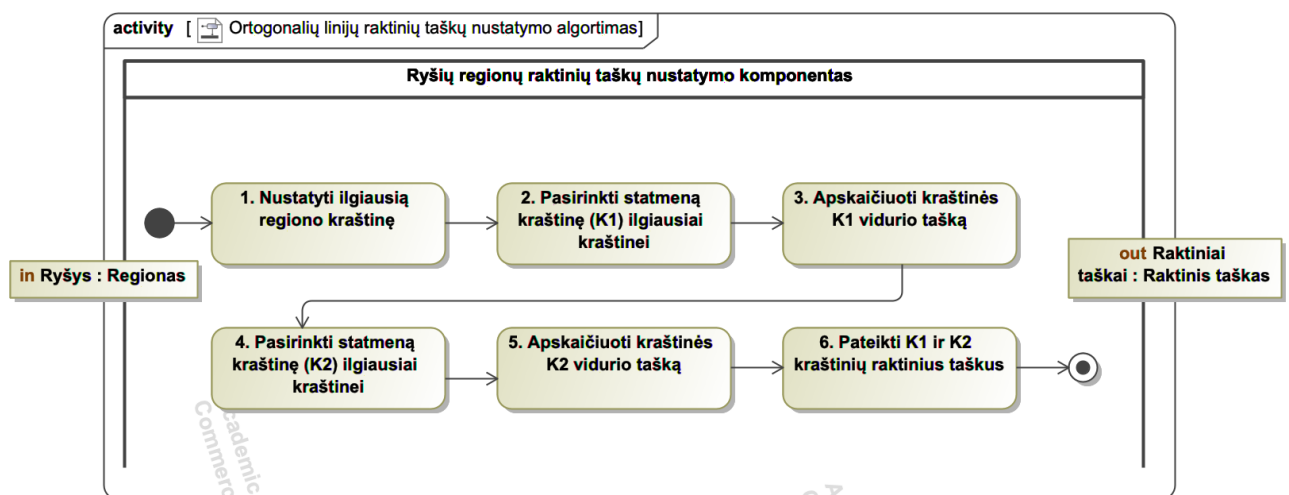 activity [ Ortogonalių linijų raktinių taškų nustatymo algortimas]
Ryšių regionų raktinių taškų nustatymo komponentas
1. Nustatyti ilgiausią
regiono kraštinę
2. Pasirinkti statmeną
kraštinę (K1) ilgiausiai
kraštinei
3. Apskaičiuoti kraštinės
K1 vidurio tašką
in Ryšys : Regionas
out Raktiniai
taškai : Raktinis taškas
4. Pasirinkti statmeną
kraštinę (K2) ilgiausiai
kraštinei
5. Apskaičiuoti kraštinės
K2 vidurio tašką
6. Pateikti K1 ir K2
kraštinių raktinius taškus